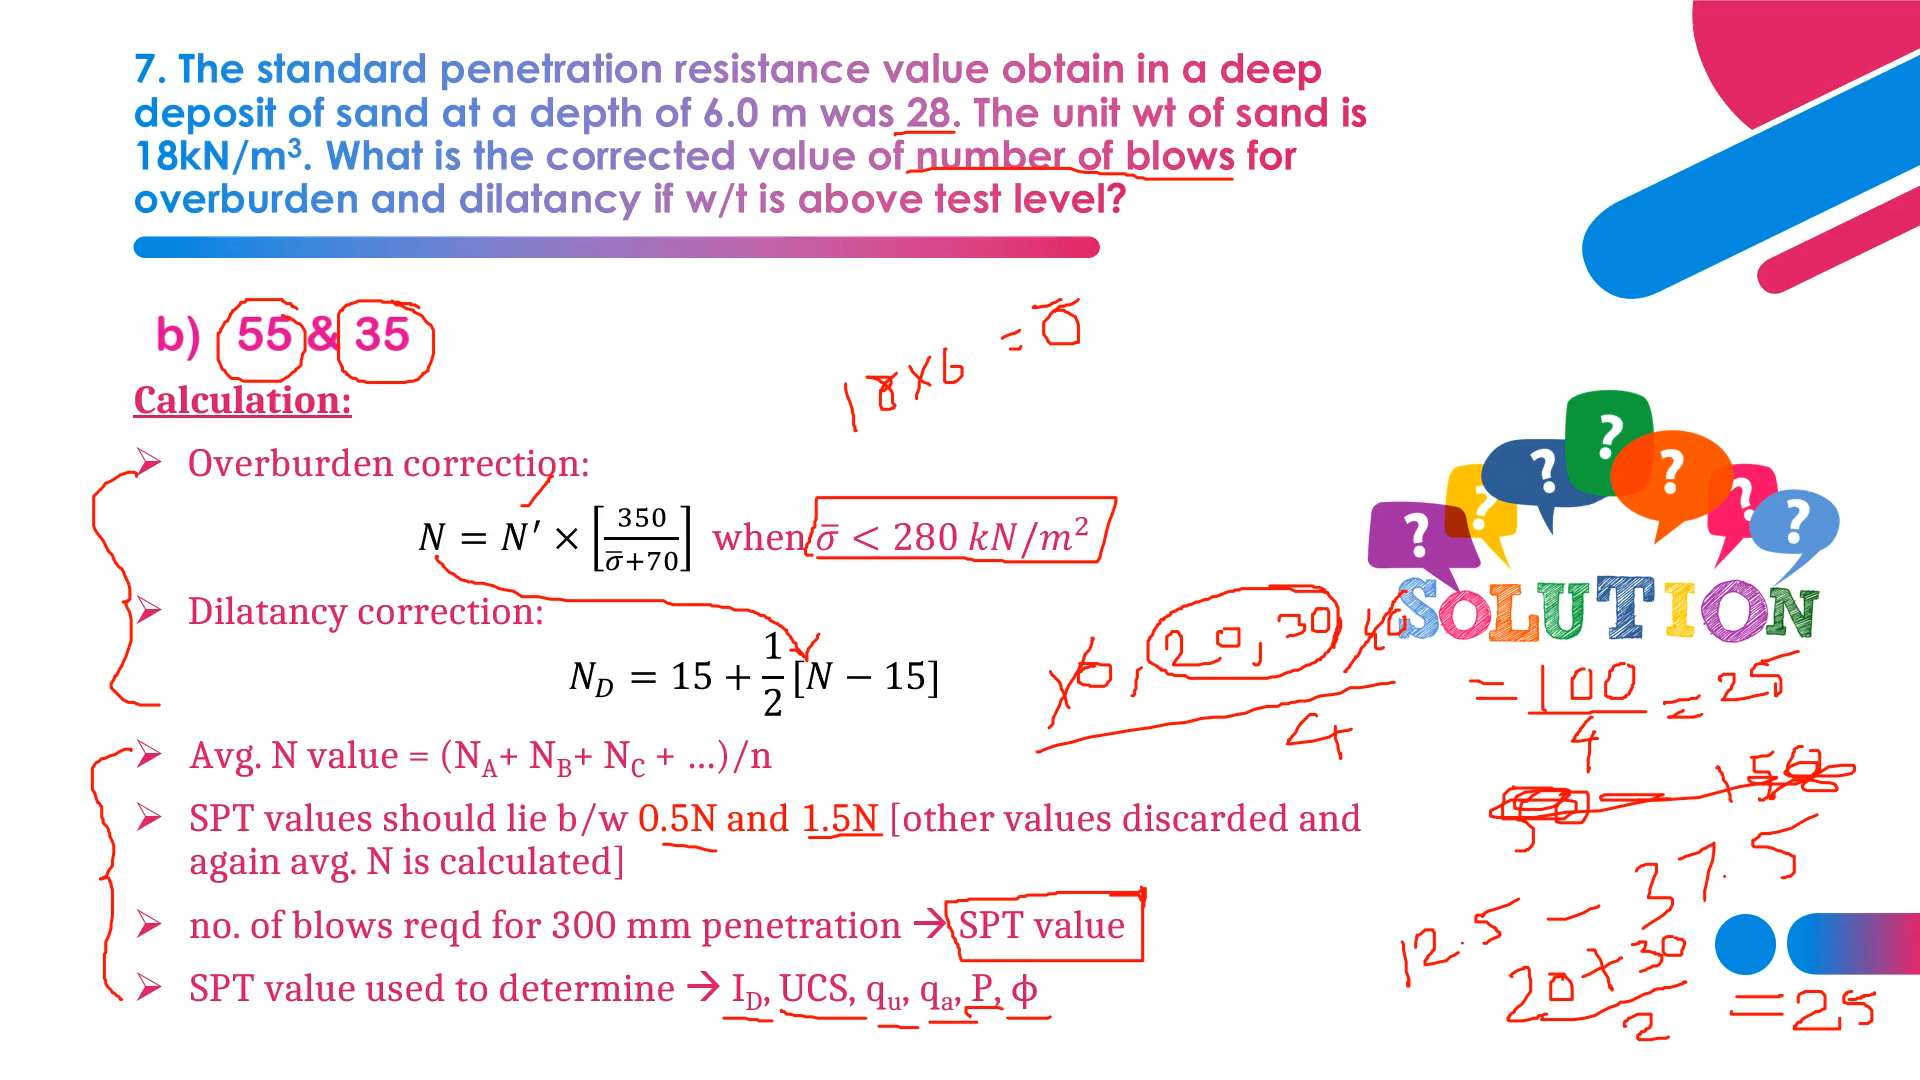 7. The standard penetration resistance value obtain in a deep
deposit of sand at a depth of 6.0 m was 28. The unit wt of sand is
18kN/m³. What is the corrected value of number of blows for
overburden and dilatancy if w/t is above test level?
b) 55 & 35
18×6 = σ̅
Calculation:
➢ Overburden correction:
N = N′ × [350/(σ̅+70)] when σ̅ < 280 kN/m²
➢ Dilatancy correction:
N_D = 15 + 1/2 [N − 15]
10, 20, 30, 40
4
= 100/4 = 25
? ? ? ? ? ? ?
SOLUTION
➢ Avg. N value = (N_A+ N_B+ N_C + ...)/n
➢ SPT values should lie b/w 0.5N and 1.5N [other values discarded and
again avg. N is calculated]
12.5 – 37.5
➢ no. of blows reqd for 300 mm penetration → SPT value
20+30
2
= 25
➢ SPT value used to determine → I_D, UCS, q_u, q_a, P, ϕ